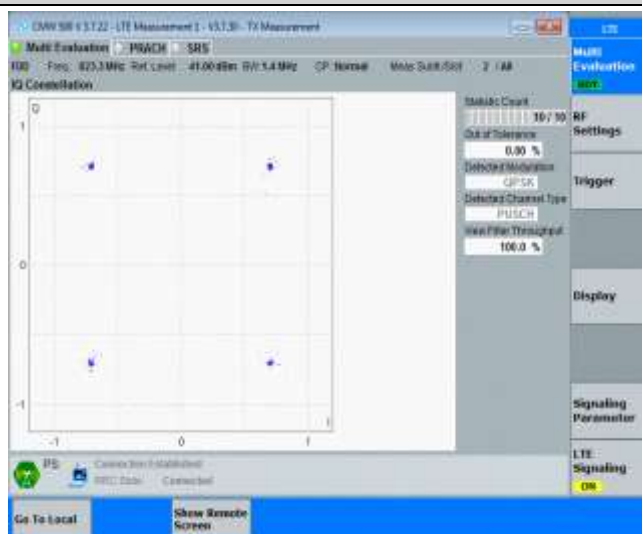 CMW 500 V 3.7.22 - LTE Measurement 1 - V3.7.30 - TX Measurement
Multi Evaluation PRACH SRS
FDD Freq. Ref. Level 41.00 dBm BW: 1.4 MHz CP: Normal Meas Subfr./Slot 2 / All
IQ Constellation
Q
1
0
-1
-1 0 1
I
Statistic Count
10 / 10
Out of Tolerance
0.00 %
Detected Modulation
QPSK
Detected Channel Type
PUSCH
View Filter Throughput
100.0 %
PS: Connection Established
RRC State Connected
LTE
Multi
Evaluation
RDY
RF
Settings
Trigger
Display
Signaling
Parameter
LTE
Signaling
ON
Go To Local
Show Remote
Screen